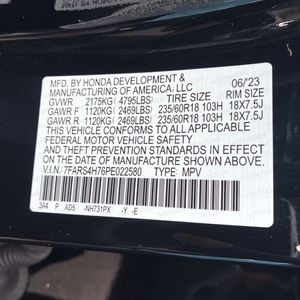 MFD. BY HONDA DEVELOPMENT &
MANUFACTURING OF AMERICA, LLC 06/23
GVWR 2175KG (4795LBS) TIRE SIZE RIM SIZE
GAWR F 1120KG (2469LBS) 235/60R18 103H 18X7.5J
GAWR R 1120KG (2469LBS) 235/60R18 103H 18X7.5J
THIS VEHICLE CONFORMS TO ALL APPLICABLE
FEDERAL MOTOR VEHICLE SAFETY, BUMPER,
AND THEFT PREVENTION STANDARDS IN EFFECT
ON THE DATE OF MANUFACTURE SHOWN ABOVE.
V.I.N.: 7FARS4H76PE022580 TYPE: MPV
3A4 P AD5 -NH731PX -Y -E